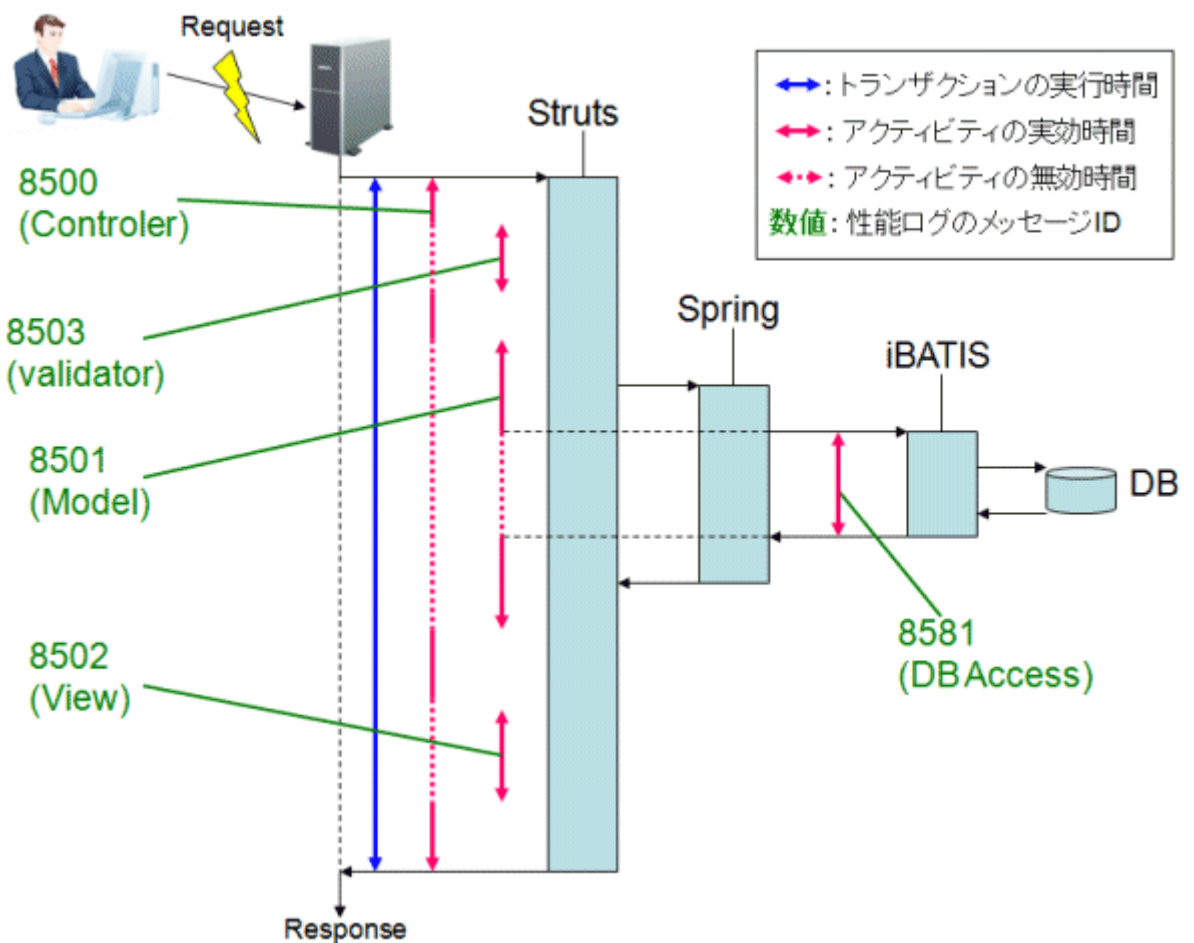 Request
Struts
↔: トランザクションの実行時間
↔: アクティビティの実効時間
↔: アクティビティの無効時間
数値: 性能ログのメッセージID
8500
(Controler)
8503
(validator)
Spring
iBATIS
8501
(Model)
DB
8502
(View)
8581
(DB Access)
Response